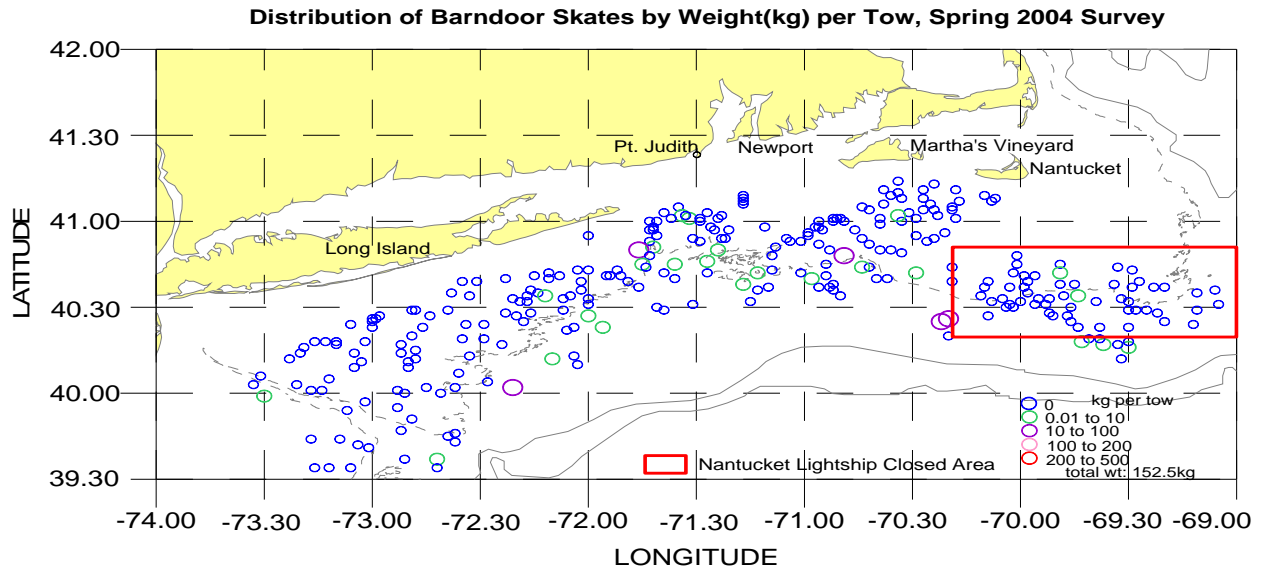 Distribution of Barndoor Skates by Weight(kg) per Tow, Spring 2004 Survey
42.00
41.30
41.00
40.30
40.00
39.30
LATITUDE
Pt. Judith
Newport
Martha's Vineyard
Nantucket
Long Island
kg per tow
0
0.01 to 10
10 to 100
100 to 200
200 to 500
total wt: 152.5kg
Nantucket Lightship Closed Area
-74.00 -73.30 -73.00 -72.30 -72.00 -71.30 -71.00 -70.30 -70.00 -69.30 -69.00
LONGITUDE